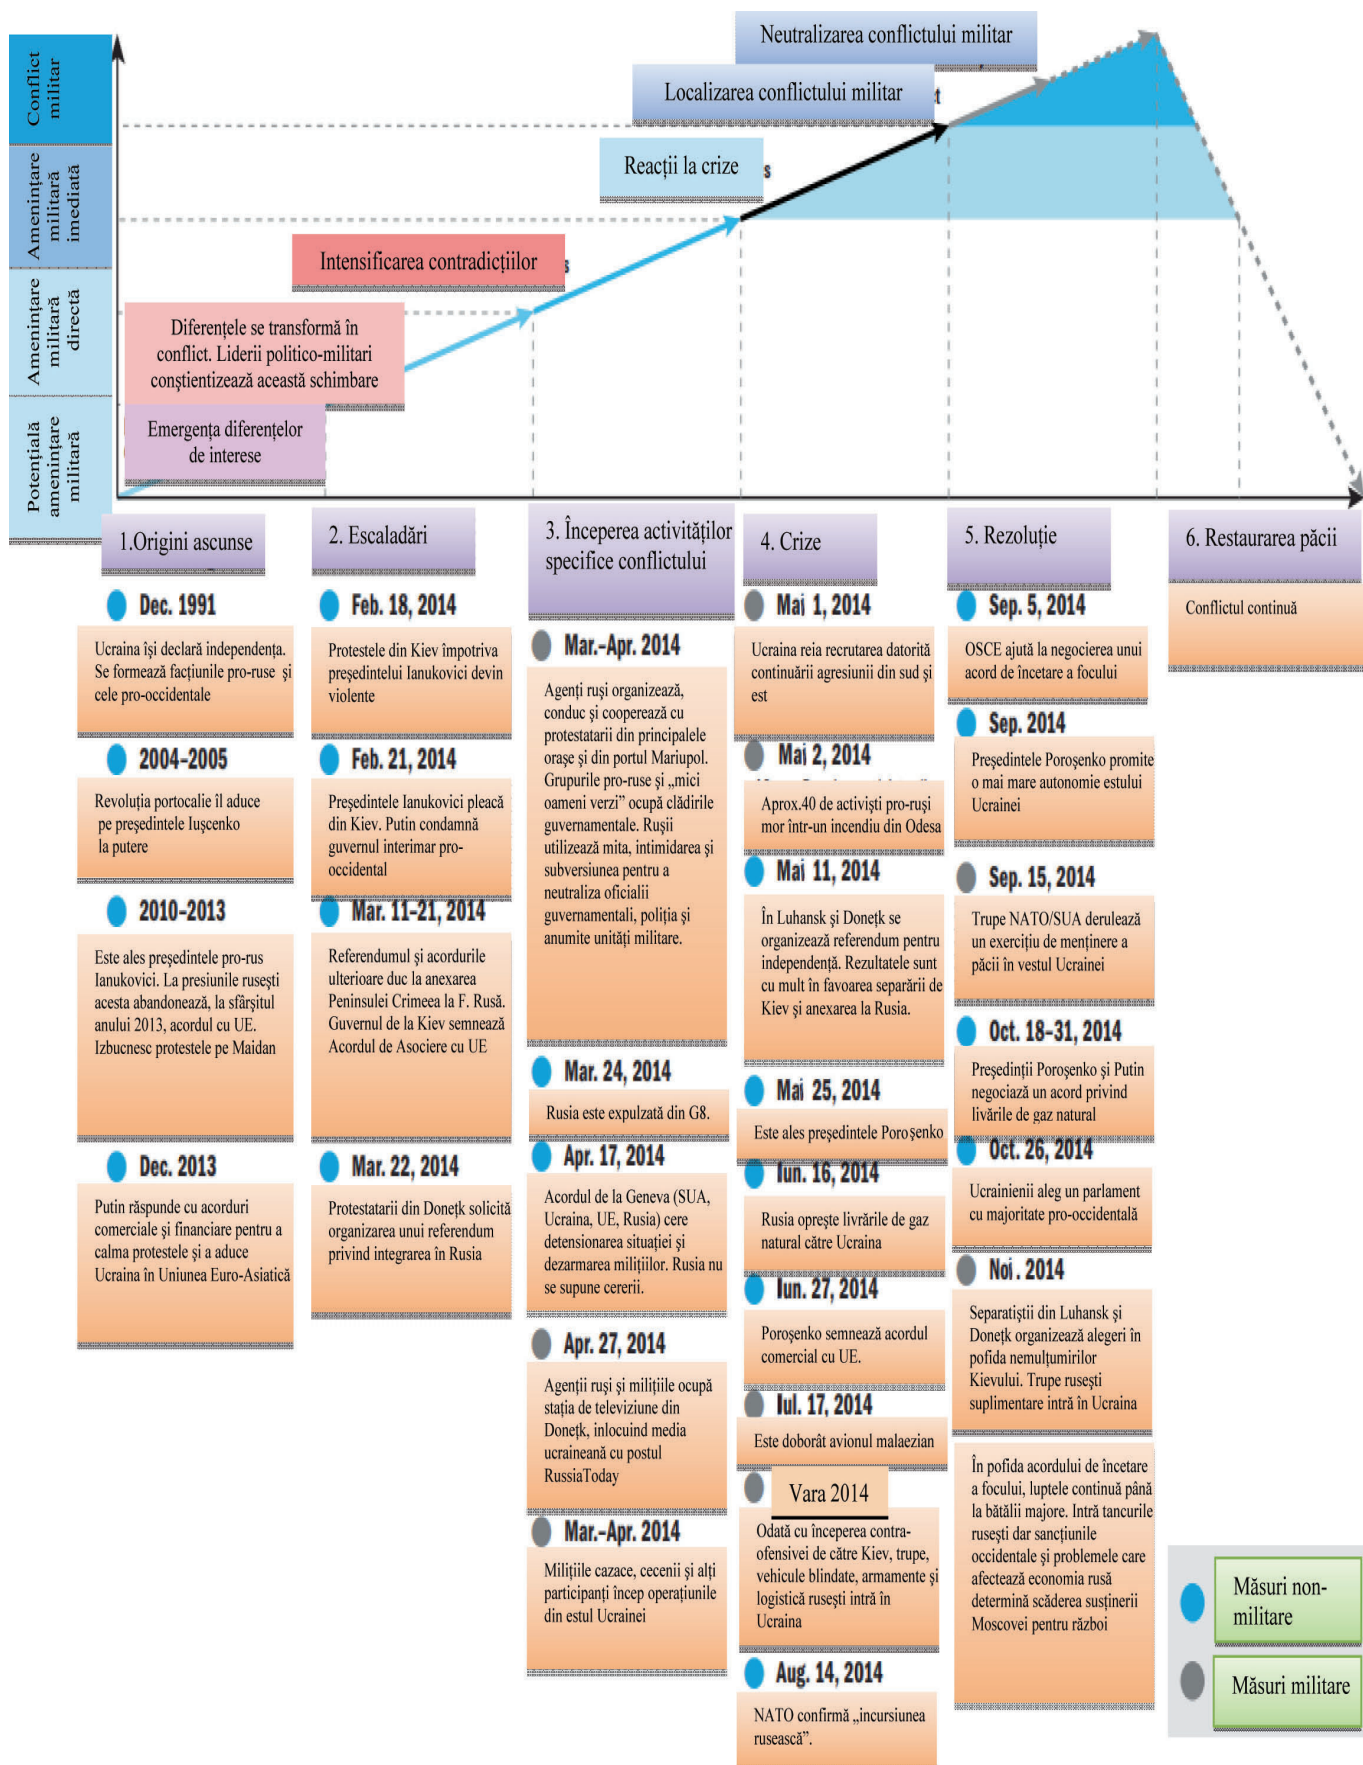 Neutralizarea conflictului militar
Localizarea conflictului militar
ct
Reacții la crize
s
Intensificarea contradicțiilor
s
Diferențele se transformă în
conflict. Liderii politico-militari
conștientizează această schimbare
Emergența diferențelor
de interese
Conflict
militar
Amenințare
militară
imediată
Amenințare
militară
directă
Potențială
amenințare
militară
1.Origini ascunse
Dec. 1991
Ucraina își declară independența.
Se formează facțiunile pro-ruse și
cele pro-occidentale
2004–2005
Revoluția portocalie îl aduce
pe președintele Iușcenko
la putere
2010–2013
Este ales președintele pro-rus
Ianukovici. La presiunile rusești
acesta abandonează, la sfârșitul
anului 2013, acordul cu UE.
Izbucnesc protestele pe Maidan
Dec. 2013
Putin răspunde cu acorduri
comerciale și financiare pentru a
calma protestele și a aduce
Ucraina în Uniunea Euro-Asiatică
2. Escaladări
Feb. 18, 2014
Protestele din Kiev împotriva
președintelui Ianukovici devin
violente
Feb. 21, 2014
Președintele Ianukovici pleacă
din Kiev. Putin condamnă
guvernul interimar pro-
occidental
Mar. 11–21, 2014
Referendumul și acordurile
ulterioare duc la anexarea
Peninsulei Crimeea la F. Rusă.
Guvernul de la Kiev semnează
Acordul de Asociere cu UE
Mar. 22, 2014
Protestatarii din Donețk solicită
organizarea unui referendum
privind integrarea în Rusia
3. Începerea activităților
specifice conflictului
Mar.–Apr. 2014
Agenți ruși organizează,
conduc și cooperează cu
protestatarii din principalele
orașe și din portul Mariupol.
Grupurile pro-ruse și „mici
oameni verzi” ocupă clădirile
guvernamentale. Rușii
utilizează mita, intimidarea și
subversiunea pentru a
neutraliza oficialii
guvernamentali, poliția și
anumite unități militare.
Mar. 24, 2014
Rusia este expulzată din G8.
Apr. 17, 2014
Acordul de la Geneva (SUA,
Ucraina, UE, Rusia) cere
detensionarea situației și
dezarmarea milițiilor. Rusia nu
se supune cererii.
Apr. 27, 2014
Agenții ruși și milițiile ocupă
stația de televiziune din
Donețk, inlocuind media
ucraineană cu postul
RussiaToday
Mar.–Apr. 2014
Milițiile cazace, cecenii și alți
participanți încep operațiunile
din estul Ucrainei
4. Crize
Mai 1, 2014
Ucraina reia recrutarea datorită
continuării agresiunii din sud și
est
Mai 2, 2014
Aprox.40 de activiști pro-ruși
mor într-un incendiu din Odesa
Mai 11, 2014
În Luhansk și Donețk se
organizează referendum pentru
independență. Rezultatele sunt
cu mult în favoarea separării de
Kiev și anexarea la Rusia.
Mai 25, 2014
Este ales președintele Poroșenko
Iun. 16, 2014
Rusia oprește livrările de gaz
natural către Ucraina
Iun. 27, 2014
Poroșenko semnează acordul
comercial cu UE.
Iul. 17, 2014
Este doborât avionul malaezian
Vara 2014
Odată cu începerea contra-
ofensivei de către Kiev, trupe,
vehicule blindate, armamente și
logistică rusești intră în
Ucraina
Aug. 14, 2014
NATO confirmă „incursiunea
rusească”.
5. Rezoluție
Sep. 5, 2014
OSCE ajută la negocierea unui
acord de încetare a focului
Sep. 2014
Președintele Poroșenko promite
o mai mare autonomie estului
Ucrainei
Sep. 15, 2014
Trupe NATO/SUA derulează
un exercițiu de menținere a
păcii în vestul Ucrainei
Oct. 18–31, 2014
Președinții Poroșenko și Putin
negociază un acord privind
livările de gaz natural
Oct. 26, 2014
Ucrainienii aleg un parlament
cu majoritate pro-occidentală
Noi. 2014
Separatiștii din Luhansk și
Donețk organizează alegeri în
pofida nemulțumirilor
Kievului. Trupe rusești
suplimentare intră în Ucraina
În pofida acordului de încetare
a focului, luptele continuă până
la bătălii majore. Intră tancurile
rusești dar sancțiunile
occidentale și problemele care
afectează economia rusă
determină scăderea susținerii
Moscovei pentru război
6. Restaurarea păcii
Conflictul continuă
Măsuri non-
militare
Măsuri militare